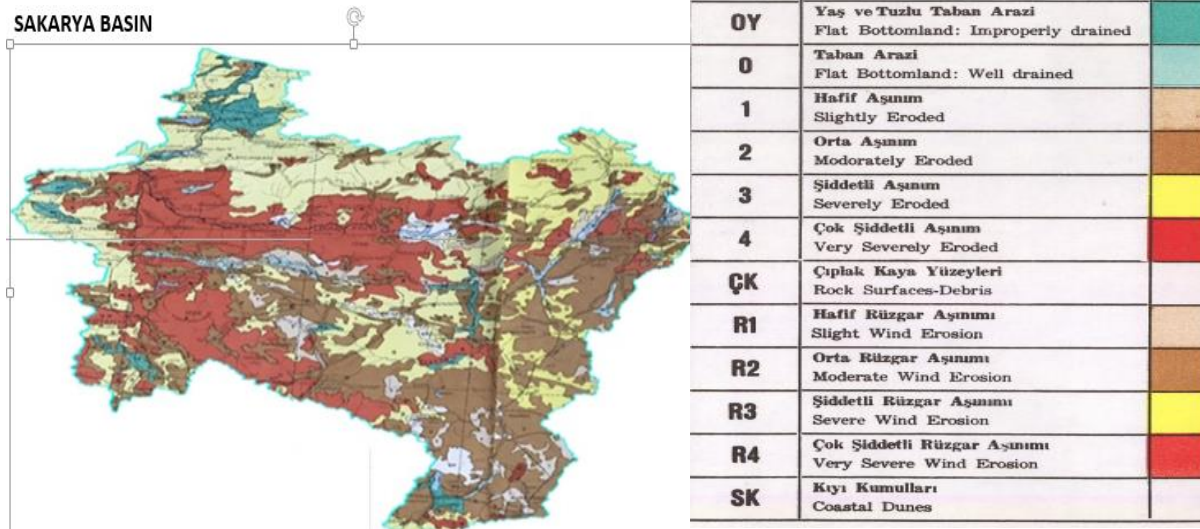 SAKARYA BASIN
OY
Yaş ve Tuzlu Taban Arazi
Flat Bottomland: Improperly drained
0
Taban Arazi
Flat Bottomland: Well drained
1
Hafif Aşınım
Slightly Eroded
2
Orta Aşınım
Modorately Eroded
3
Şiddetli Aşınım
Severely Eroded
4
Çok Şiddetli Aşınım
Very Severely Eroded
ÇK
Çıplak Kaya Yüzeyleri
Rock Surfaces-Debris
R1
Hafif Rüzgar Aşınımı
Slight Wind Erosion
R2
Orta Rüzgar Aşınımı
Moderate Wind Erosion
R3
Şiddetli Rüzgar Aşınımı
Severe Wind Erosion
R4
Çok Şiddetli Rüzgar Aşınımı
Very Severe Wind Erosion
SK
Kıyı Kumulları
Coastal Dunes